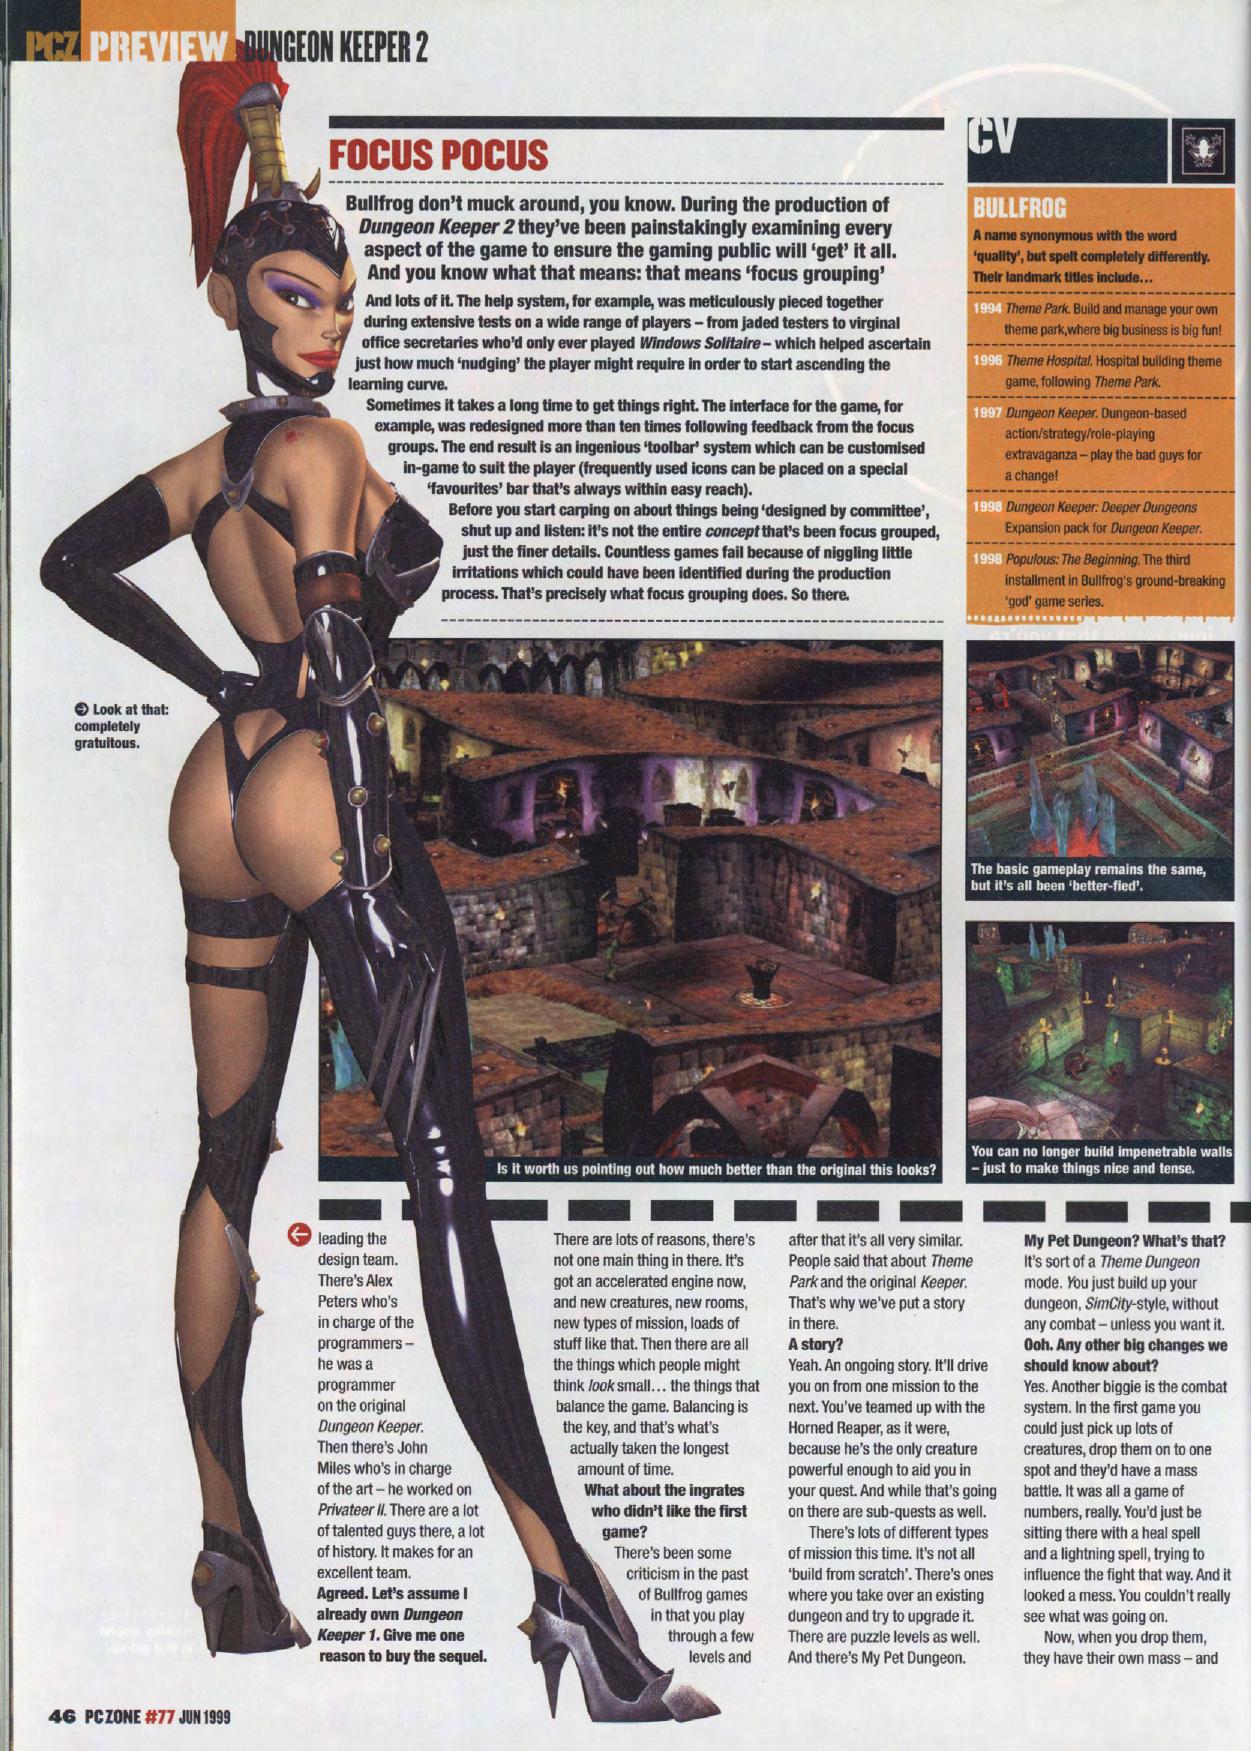 PCZ PREVIEW DUNGEON KEEPER 2
FOCUS POCUS
Bullfrog don't muck around, you know. During the production of
Dungeon Keeper 2 they've been painstakingly examining every
aspect of the game to ensure the gaming public will 'get' it all.
And you know what that means: that means 'focus grouping'
And lots of it. The help system, for example, was meticulously pieced together
during extensive tests on a wide range of players – from jaded testers to virginal
office secretaries who'd only ever played Windows Solitaire – which helped ascertain
just how much 'nudging' the player might require in order to start ascending the
learning curve.
Sometimes it takes a long time to get things right. The interface for the game, for
example, was redesigned more than ten times following feedback from the focus
groups. The end result is an ingenious 'toolbar' system which can be customised
in-game to suit the player (frequently used icons can be placed on a special
'favourites' bar that's always within easy reach).
Before you start carping on about things being 'designed by committee',
shut up and listen: it's not the entire concept that's been focus grouped,
just the finer details. Countless games fail because of niggling little
irritations which could have been identified during the production
process. That's precisely what focus grouping does. So there.
CV
BULLFROG
A name synonymous with the word
'quality', but spelt completely differently.
Their landmark titles include...
1994 Theme Park. Build and manage your own
theme park,where big business is big fun!
1996 Theme Hospital. Hospital building theme
game, following Theme Park.
1997 Dungeon Keeper. Dungeon-based
action/strategy/role-playing
extravaganza – play the bad guys for
a change!
1998 Dungeon Keeper: Deeper Dungeons
Expansion pack for Dungeon Keeper.
1998 Populous: The Beginning. The third
installment in Bullfrog's ground-breaking
'god' game series.
Look at that:
completely
gratuitous.
The basic gameplay remains the same,
but it's all been 'better-fied'.
You can no longer build impenetrable walls
– just to make things nice and tense.
Is it worth us pointing out how much better than the original this looks?
leading the
design team.
There's Alex
Peters who's
in charge of the
programmers –
he was a
programmer
on the original
Dungeon Keeper.
Then there's John
Miles who's in charge
of the art – he worked on
Privateer II. There are a lot
of talented guys there, a lot
of history. It makes for an
excellent team.
Agreed. Let's assume I
already own Dungeon
Keeper 1. Give me one
reason to buy the sequel.
There are lots of reasons, there's
not one main thing in there. It's
got an accelerated engine now,
and new creatures, new rooms,
new types of mission, loads of
stuff like that. Then there are all
the things which people might
think look small... the things that
balance the game. Balancing is
the key, and that's what's
actually taken the longest
amount of time.
What about the ingrates
who didn't like the first
game?
There's been some
criticism in the past
of Bullfrog games
in that you play
through a few
levels and
after that it's all very similar.
People said that about Theme
Park and the original Keeper.
That's why we've put a story
in there.
A story?
Yeah. An ongoing story. It'll drive
you on from one mission to the
next. You've teamed up with the
Horned Reaper, as it were,
because he's the only creature
powerful enough to aid you in
your quest. And while that's going
on there are sub-quests as well.
There's lots of different types
of mission this time. It's not all
'build from scratch'. There's ones
where you take over an existing
dungeon and try to upgrade it.
There are puzzle levels as well.
And there's My Pet Dungeon.
My Pet Dungeon? What's that?
It's sort of a Theme Dungeon
mode. You just build up your
dungeon, SimCity-style, without
any combat – unless you want it.
Ooh. Any other big changes we
should know about?
Yes. Another biggie is the combat
system. In the first game you
could just pick up lots of
creatures, drop them on to one
spot and they'd have a mass
battle. It was all a game of
numbers, really. You'd just be
sitting there with a heal spell
and a lightning spell, trying to
influence the fight that way. And it
looked a mess. You couldn't really
see what was going on.
Now, when you drop them,
they have their own mass – and
46 PC ZONE #77 JUN 1999